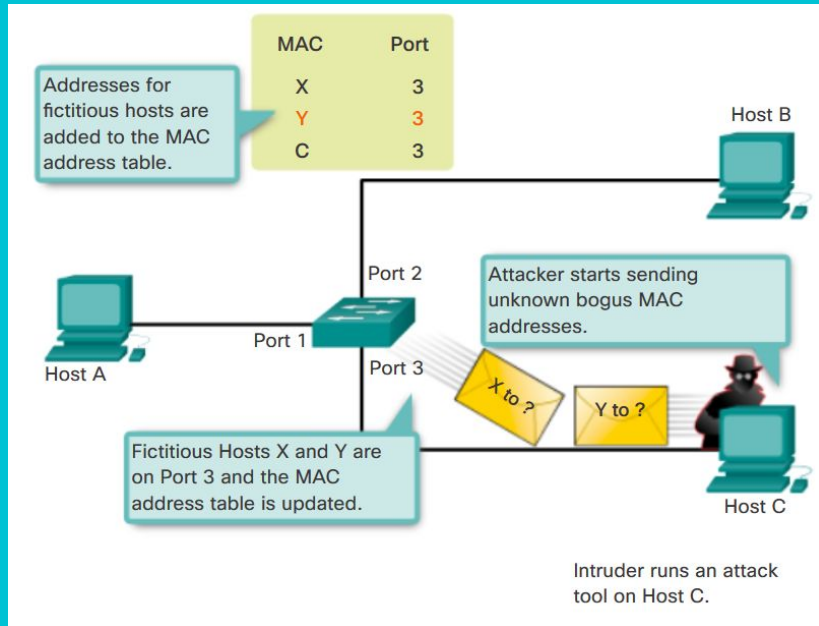 MAC Port
X 3
Y 3
C 3
Addresses for
fictitious hosts are
added to the MAC
address table.
Host B
Port 2
Attacker starts sending
unknown bogus MAC
addresses.
Port 1
Host A
Port 3
X to ?
Y to ?
Fictitious Hosts X and Y are
on Port 3 and the MAC
address table is updated.
Host C
Intruder runs an attack
tool on Host C.